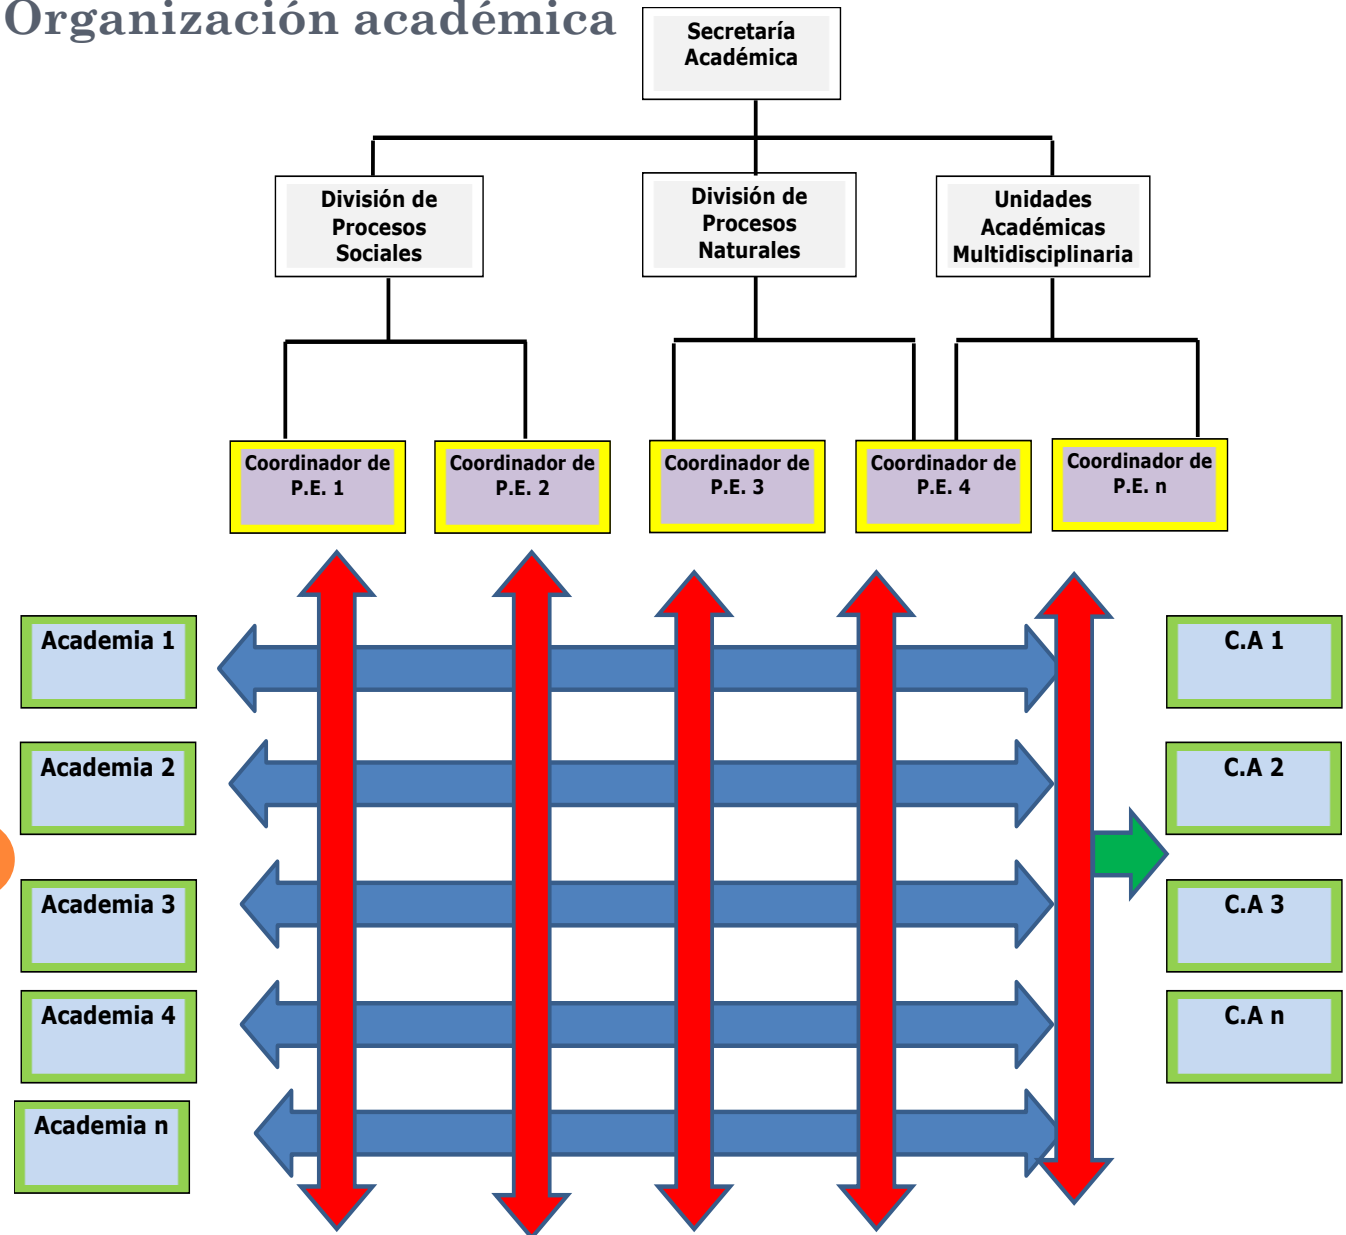 Organización académica
Secretaría
Académica
División de
Procesos
Sociales
División de
Procesos
Naturales
Unidades
Académicas
Multidisciplinaria
Coordinador de
P.E. 1
Coordinador de
P.E. 2
Coordinador de
P.E. 3
Coordinador de
P.E. 4
Coordinador de
P.E. n
Academia 1
C.A 1
Academia 2
C.A 2
Academia 3
C.A 3
Academia 4
C.A n
Academia n